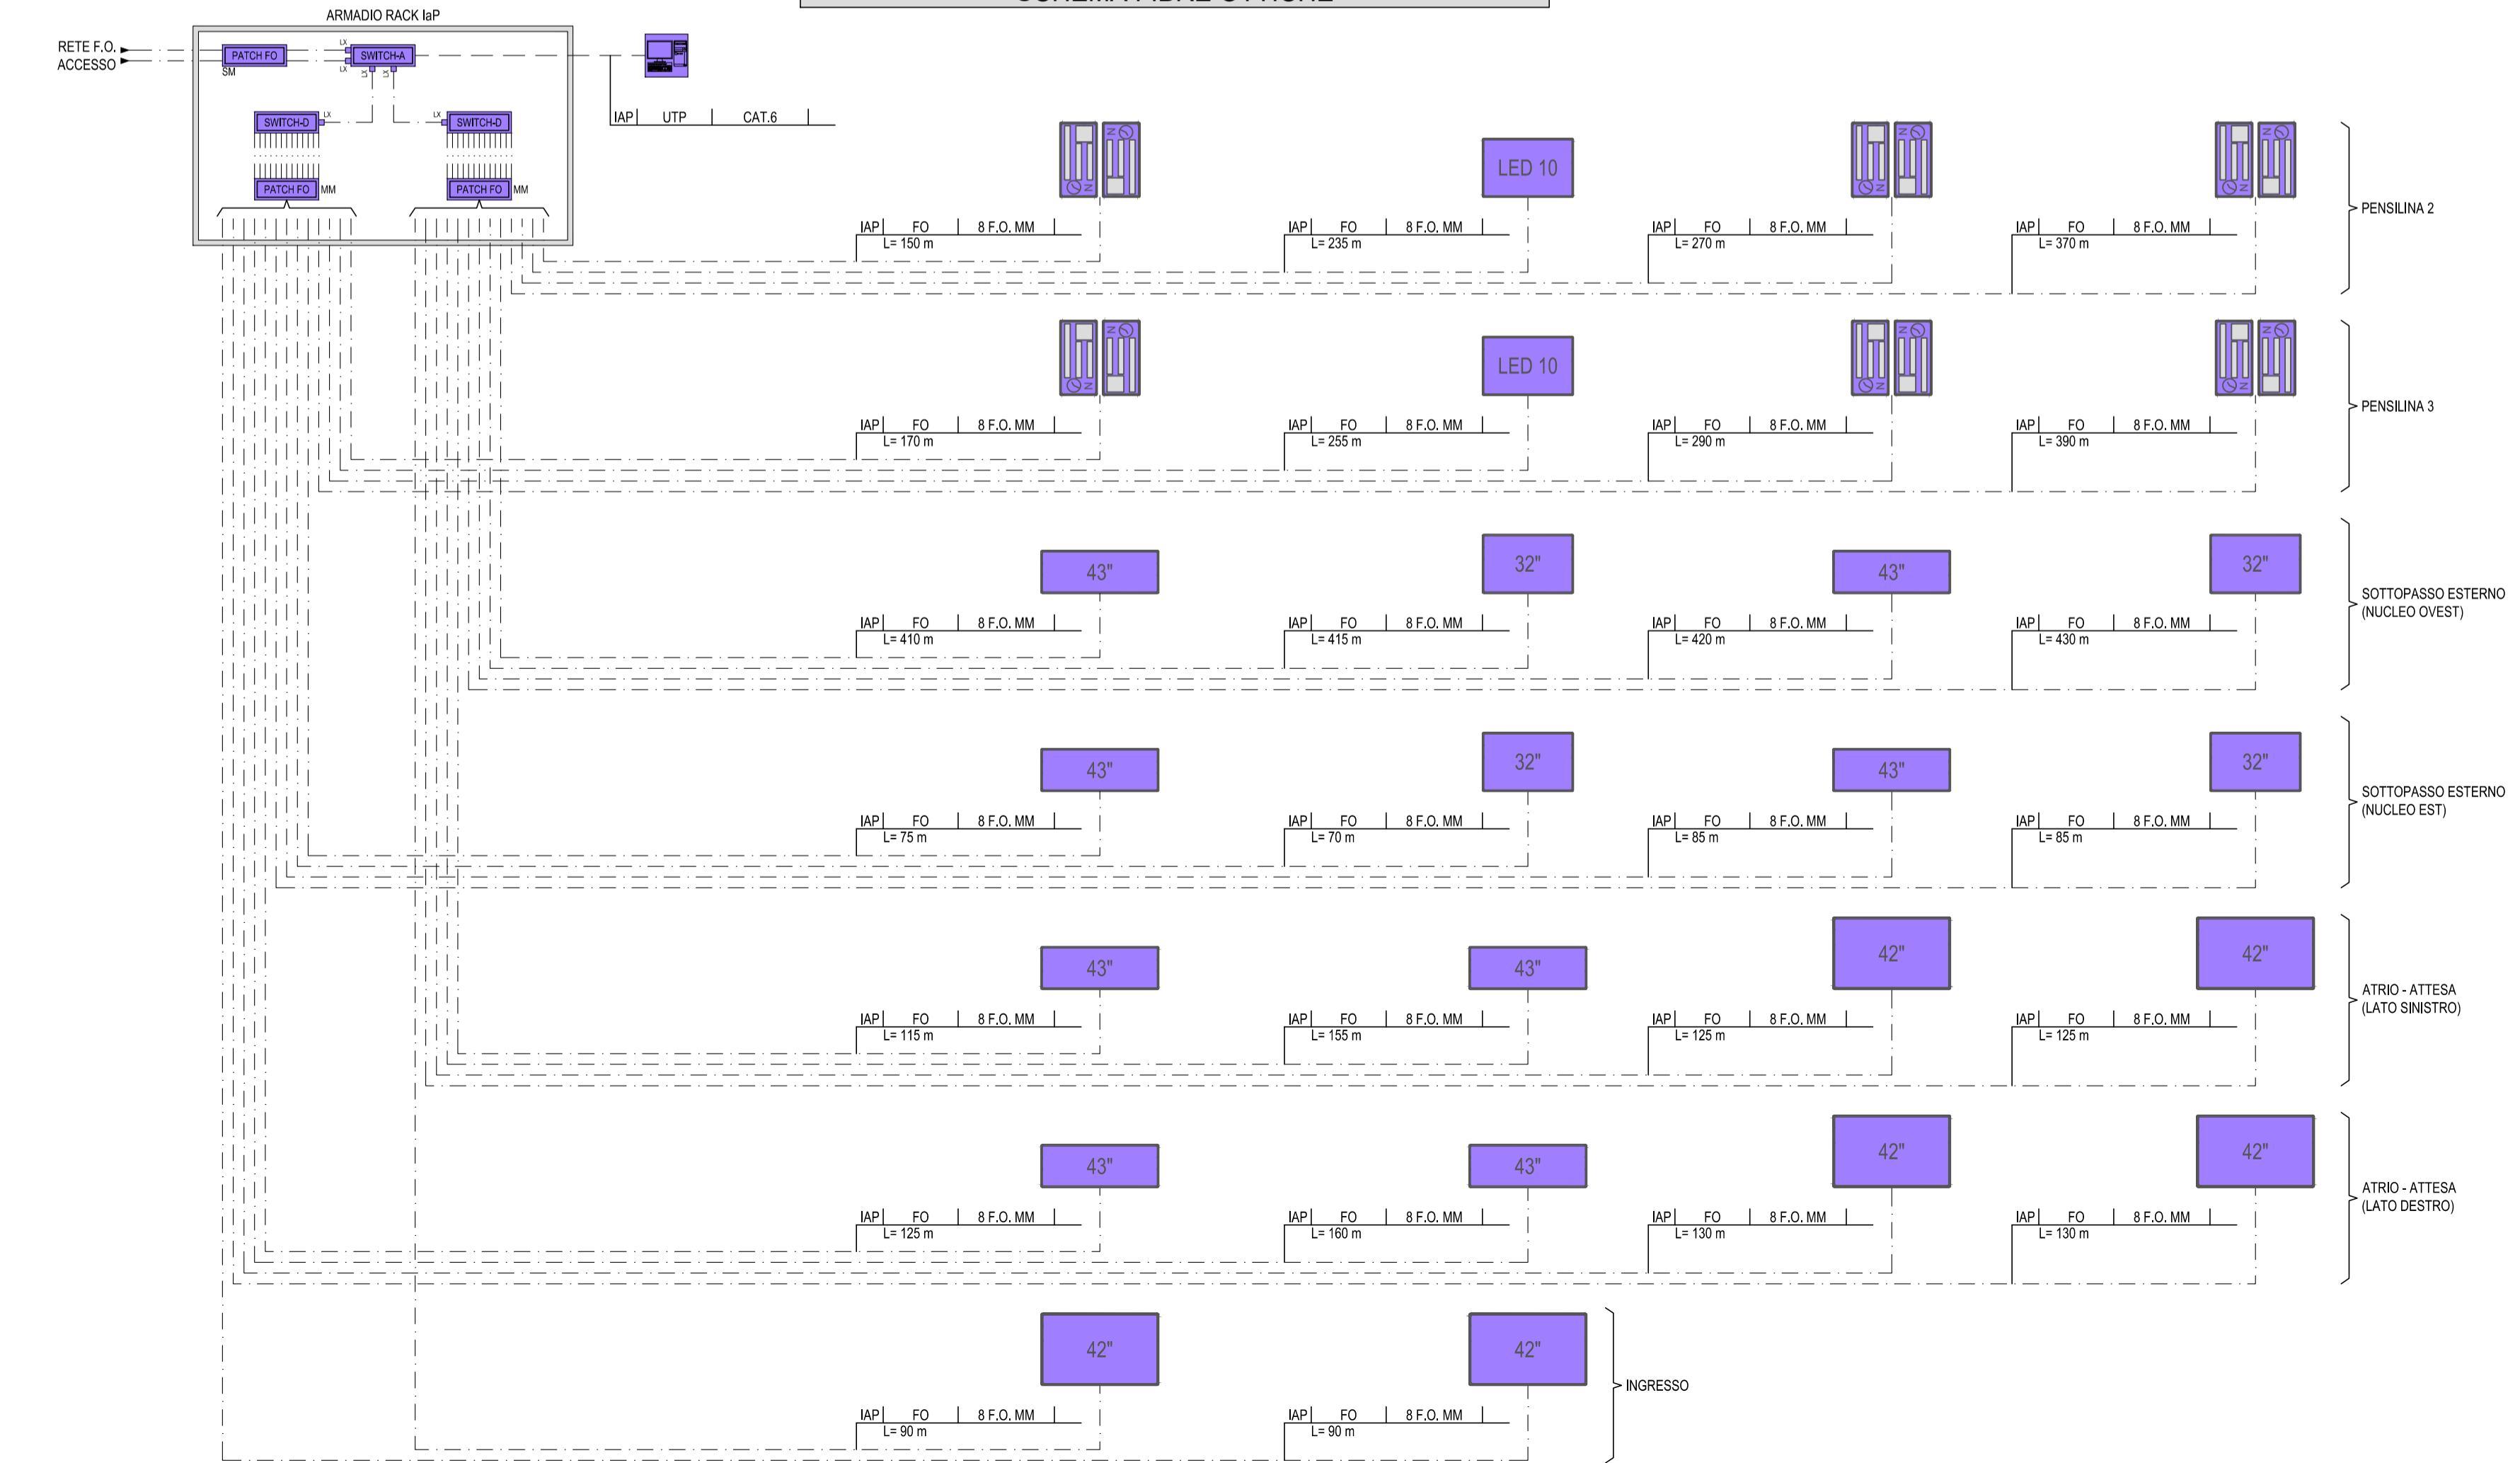 ARMADIO RACK IaP
RETE F.O.
ACCESSO
PATCH FO
SM
LX
LX
SWITCH-A
LX
LX
SWITCH-D
LX
LX
SWITCH-D
PATCH FO
MM
PATCH FO
MM
IAP UTP CAT.6
LED 10
IAP FO 8 F.O. MM
L= 150 m
IAP FO 8 F.O. MM
L= 235 m
IAP FO 8 F.O. MM
L= 270 m
IAP FO 8 F.O. MM
L= 370 m
PENSILINA 2
LED 10
IAP FO 8 F.O. MM
L= 170 m
IAP FO 8 F.O. MM
L= 255 m
IAP FO 8 F.O. MM
L= 290 m
IAP FO 8 F.O. MM
L= 390 m
PENSILINA 3
43"
32"
43"
32"
IAP FO 8 F.O. MM
L= 410 m
IAP FO 8 F.O. MM
L= 415 m
IAP FO 8 F.O. MM
L= 420 m
IAP FO 8 F.O. MM
L= 430 m
SOTTOPASSO ESTERNO
(NUCLEO OVEST)
43"
32"
43"
32"
IAP FO 8 F.O. MM
L= 75 m
IAP FO 8 F.O. MM
L= 70 m
IAP FO 8 F.O. MM
L= 85 m
IAP FO 8 F.O. MM
L= 85 m
SOTTOPASSO ESTERNO
(NUCLEO EST)
43"
43"
42"
42"
IAP FO 8 F.O. MM
L= 115 m
IAP FO 8 F.O. MM
L= 155 m
IAP FO 8 F.O. MM
L= 125 m
IAP FO 8 F.O. MM
L= 125 m
ATRIO - ATTESA
(LATO SINISTRO)
43"
43"
42"
42"
IAP FO 8 F.O. MM
L= 125 m
IAP FO 8 F.O. MM
L= 160 m
IAP FO 8 F.O. MM
L= 130 m
IAP FO 8 F.O. MM
L= 130 m
ATRIO - ATTESA
(LATO DESTRO)
42"
42"
IAP FO 8 F.O. MM
L= 90 m
IAP FO 8 F.O. MM
L= 90 m
INGRESSO